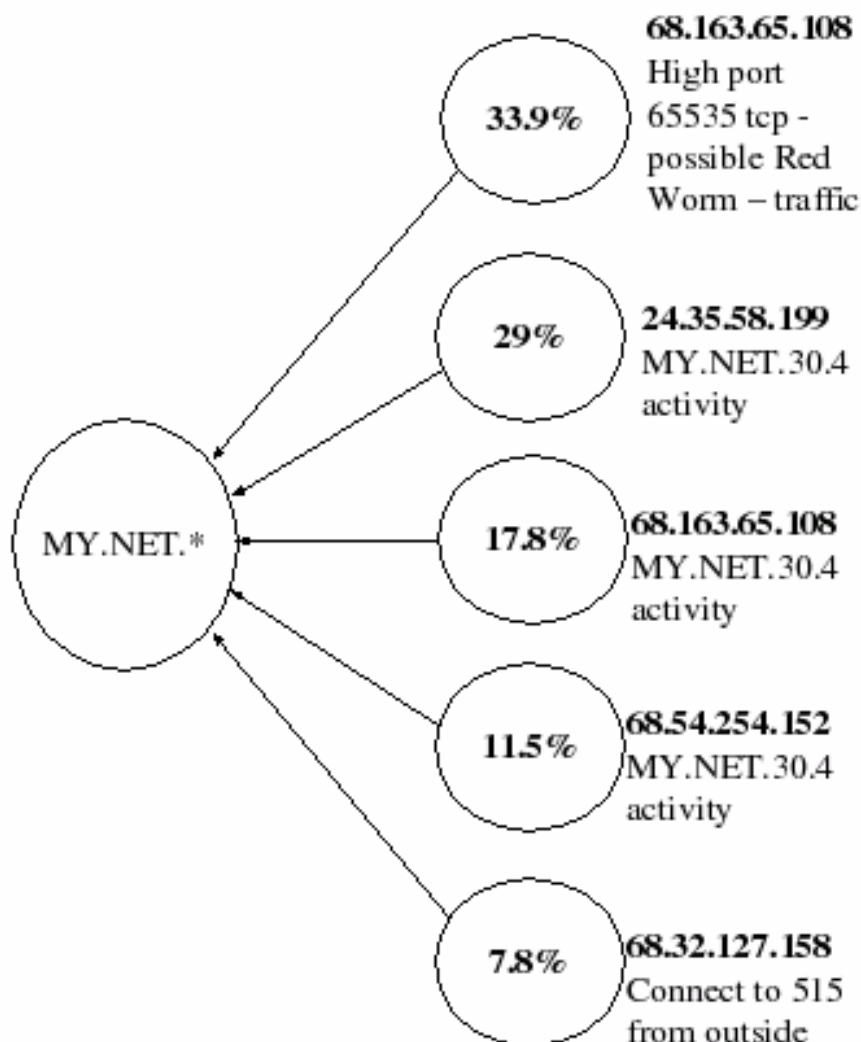 68.163.65.108
High port
65535 tcp -
possible Red
Worm – traffic
33.9%
24.35.58.199
MY.NET.30.4
activity
29%
MY.NET.*
68.163.65.108
MY.NET.30.4
activity
17.8%
68.54.254.152
MY.NET.30.4
activity
11.5%
68.32.127.158
Connect to 515
from outside
7.8%